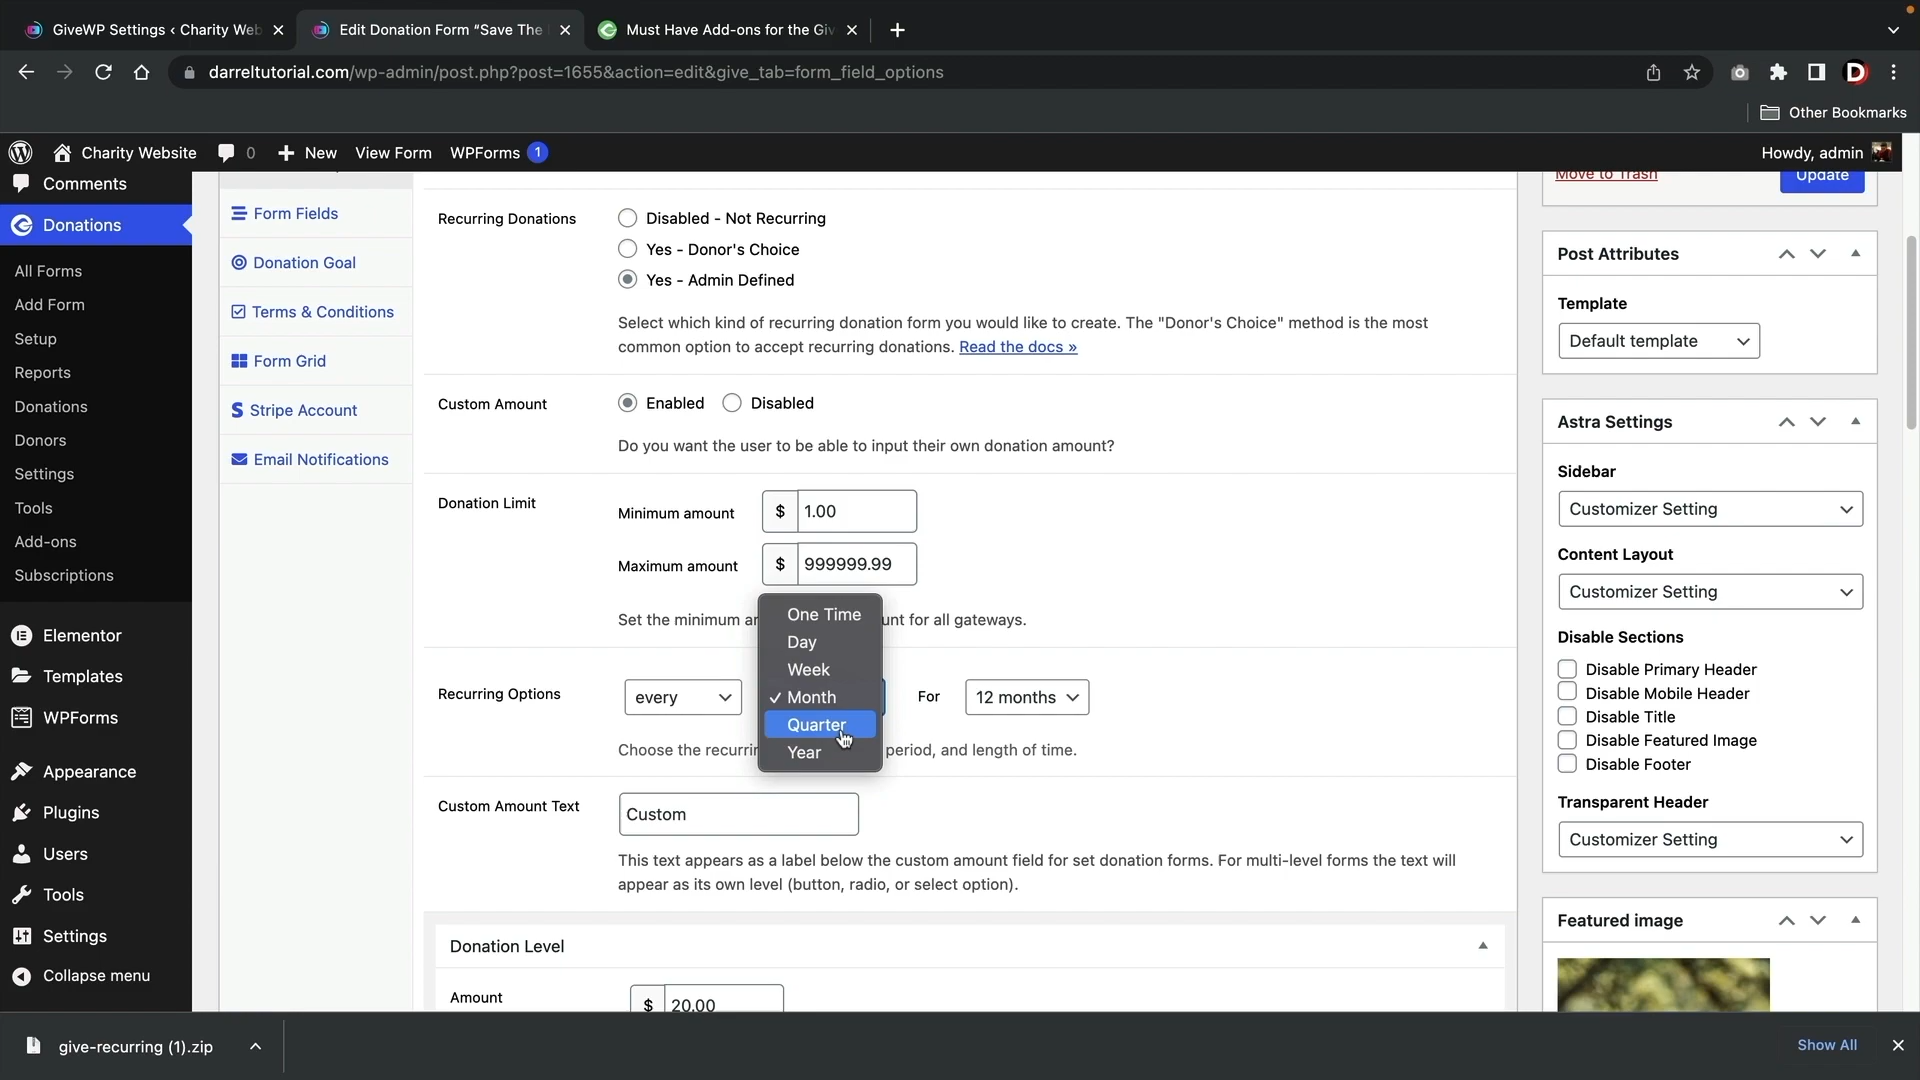 GiveWP Settings ‹ Charity Web
Edit Donation Form “Save The
Must Have Add-ons for the Giv
darreltutorial.com/wp-admin/post.php?post=1655&action=edit&give_tab=form_field_options
Other Bookmarks
Charity Website
0
New
View Form
WPForms
1
Howdy, admin
Comments
Donations
All Forms
Add Form
Setup
Reports
Donations
Donors
Settings
Tools
Add-ons
Subscriptions
Elementor
Templates
WPForms
Appearance
Plugins
Users
Tools
Settings
Collapse menu
Form Fields
Donation Goal
Terms & Conditions
Form Grid
Stripe Account
Email Notifications
Recurring Donations
Disabled - Not Recurring
Yes - Donor's Choice
Yes - Admin Defined
Select which kind of recurring donation form you would like to create. The "Donor's Choice" method is the most
common option to accept recurring donations. Read the docs »
Custom Amount
Enabled
Disabled
Do you want the user to be able to input their own donation amount?
Donation Limit
Minimum amount
$
1.00
Maximum amount
$
999999.99
Set the minimum
unt for all gateways.
One Time
Day
Week
✓ Month
Quarter
Year
Recurring Options
every
For
12 months
Choose the
period, and length of time.
Custom Amount Text
Custom
This text appears as a label below the custom amount field for set donation forms. For multi-level forms the text will
appear as its own level (button, radio, or select option).
Donation Level
Amount
$
20.00
Move to Trash
Update
Post Attributes
Template
Default template
Astra Settings
Sidebar
Customizer Setting
Content Layout
Customizer Setting
Disable Sections
Disable Primary Header
Disable Mobile Header
Disable Title
Disable Featured Image
Disable Footer
Transparent Header
Customizer Setting
Featured image
give-recurring (1).zip
Show All